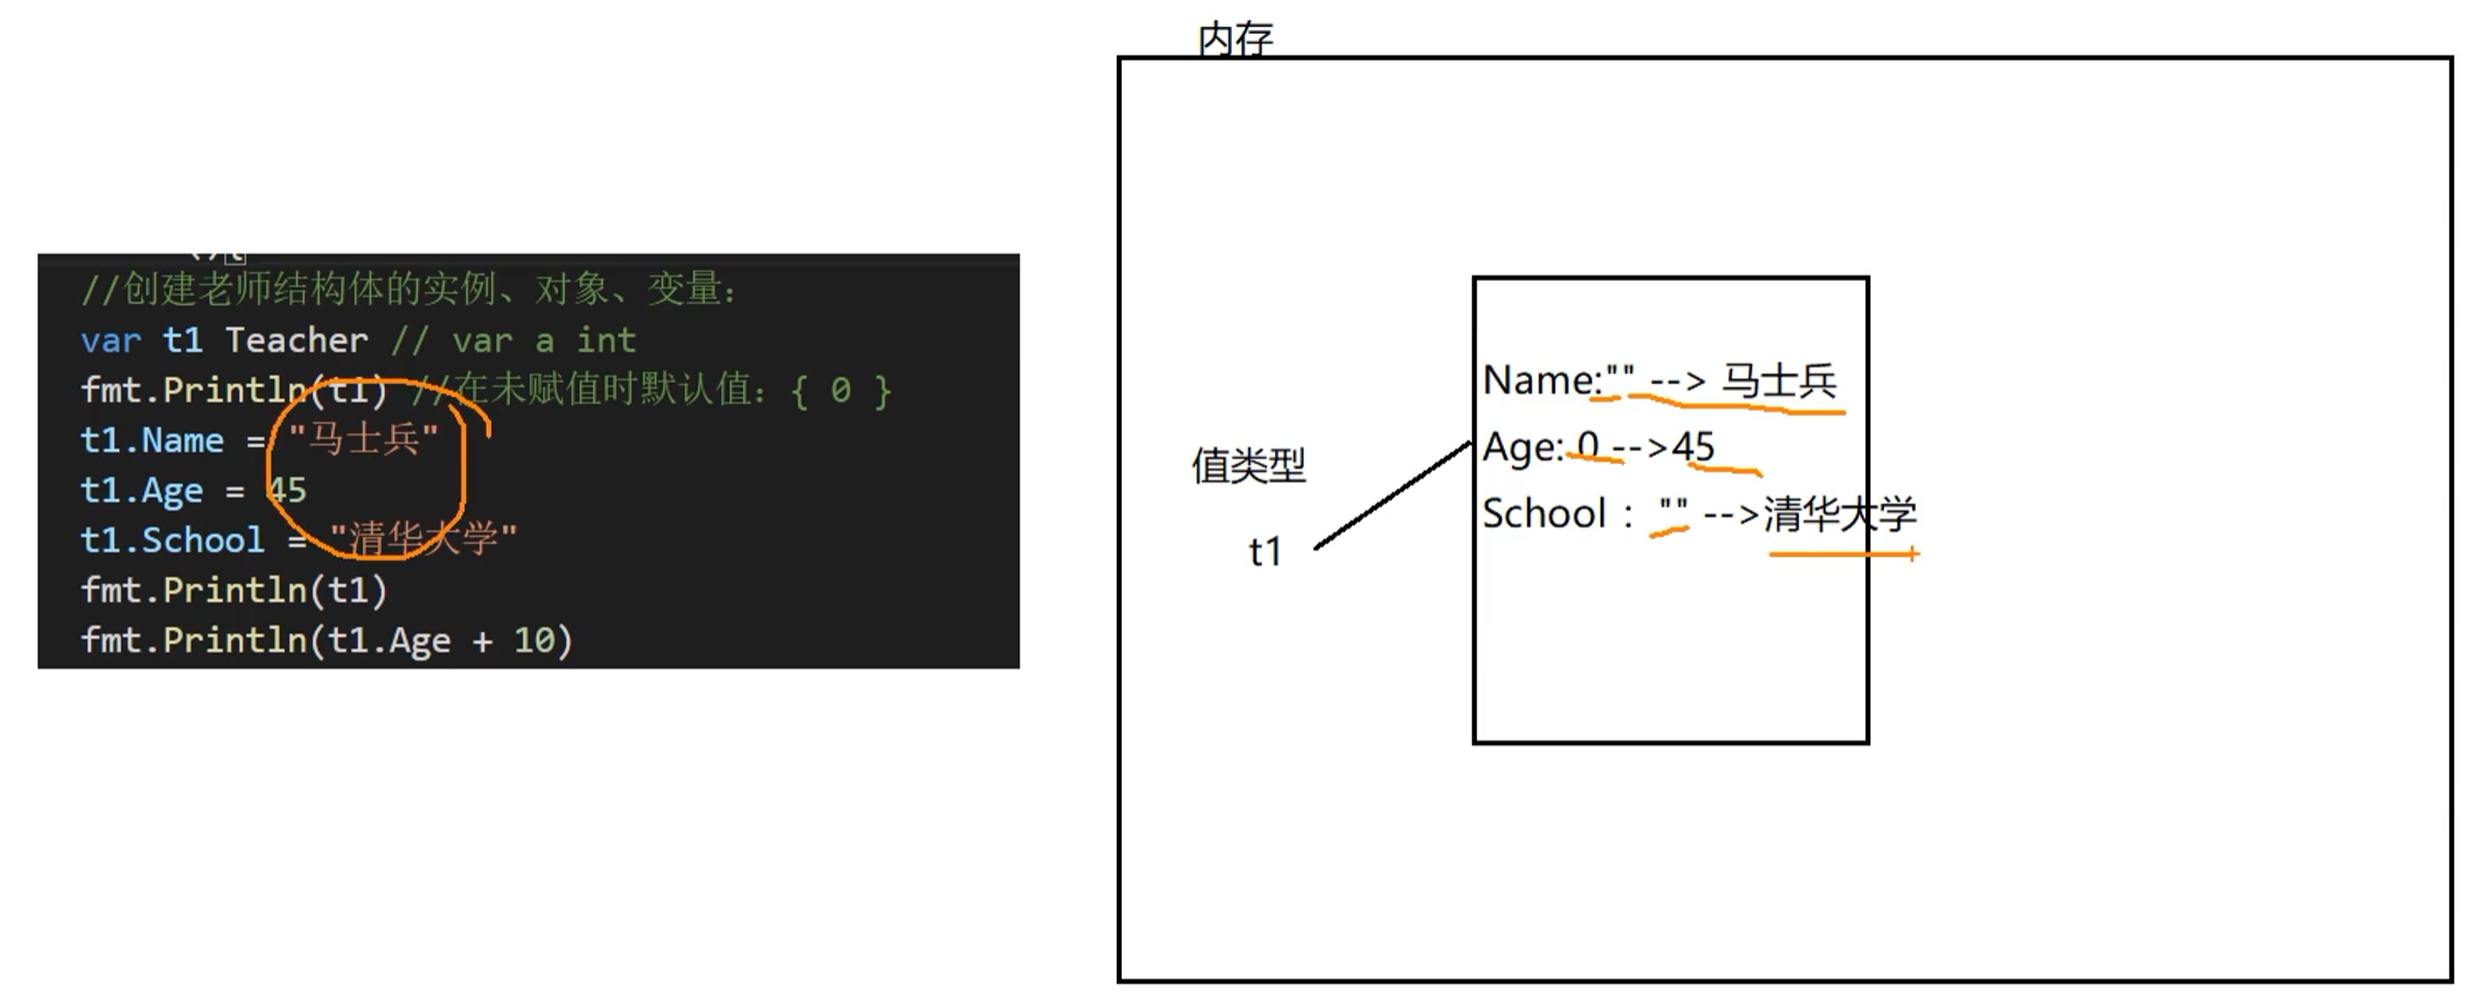 //创建老师结构体的实例、对象、变量：
var t1 Teacher // var a int
fmt.Println(t1) //在未赋值时默认值：{ 0 }
t1.Name = "马士兵"
t1.Age = 45
t1.School = "清华大学"
fmt.Println(t1)
fmt.Println(t1.Age + 10)
内存
值类型
t1
Name:"" --> 马士兵
Age: 0 -->45
School： "" -->清华大学